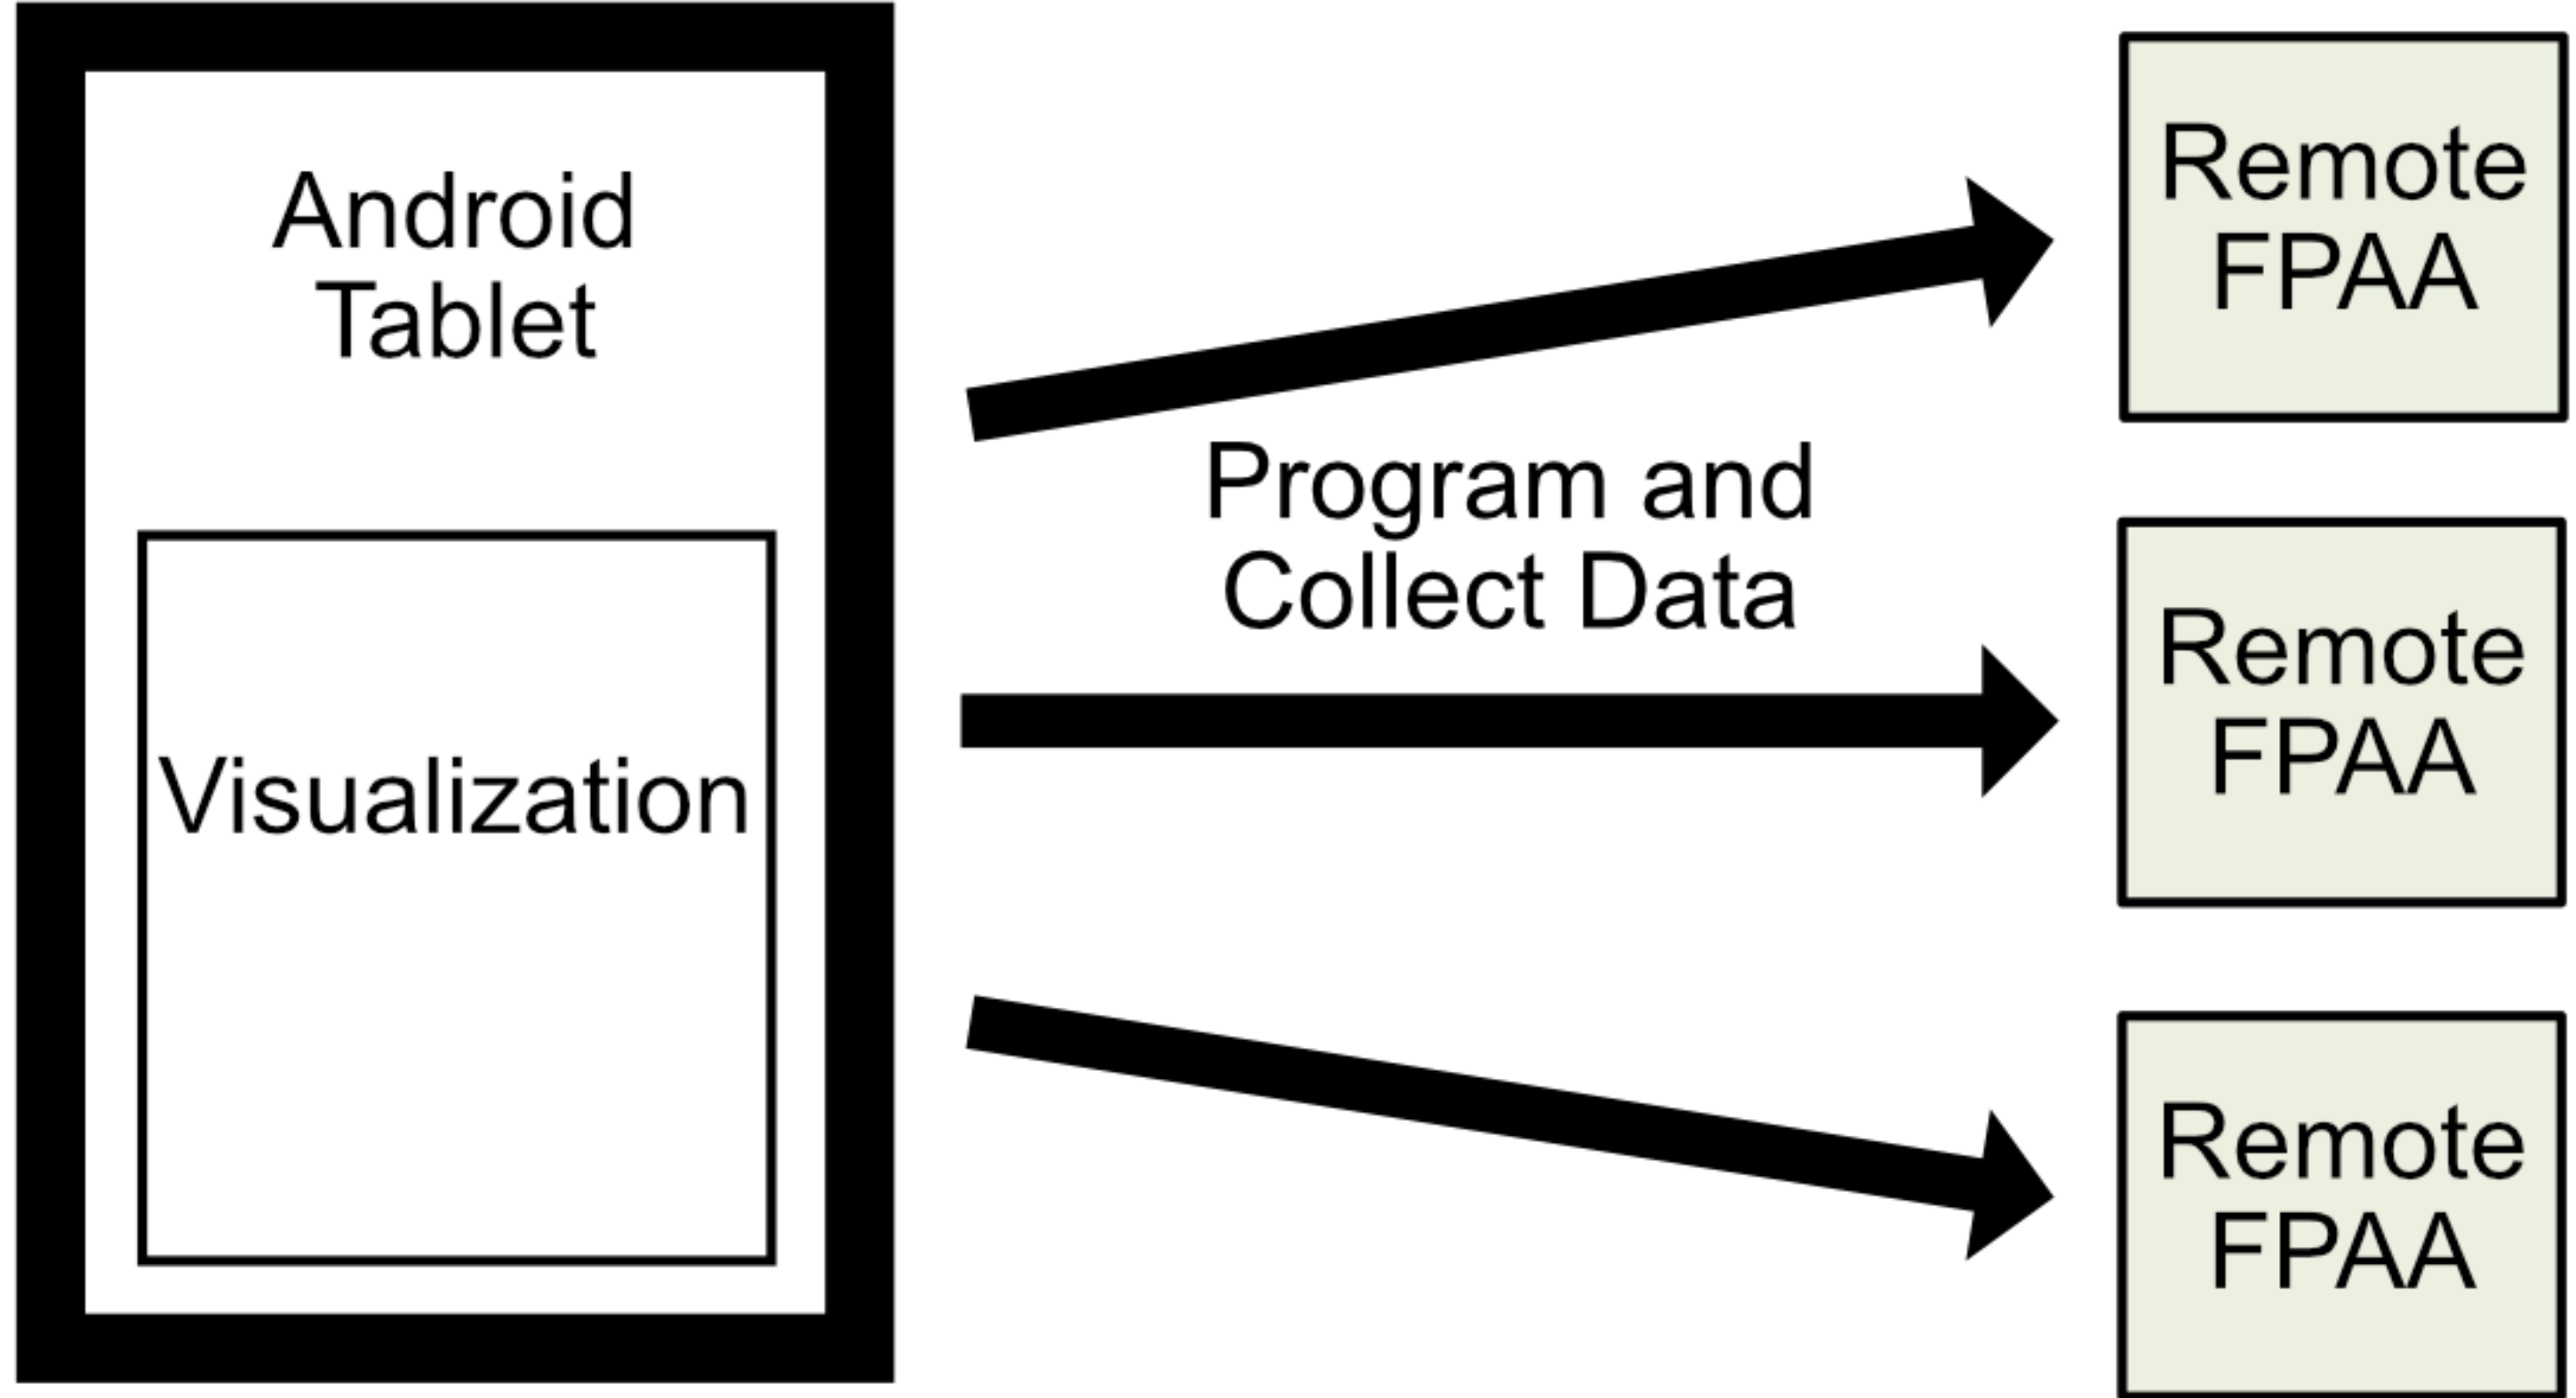 Android
Tablet
Visualization
Program and
Collect Data
Remote
FPAA
Remote
FPAA
Remote
FPAA